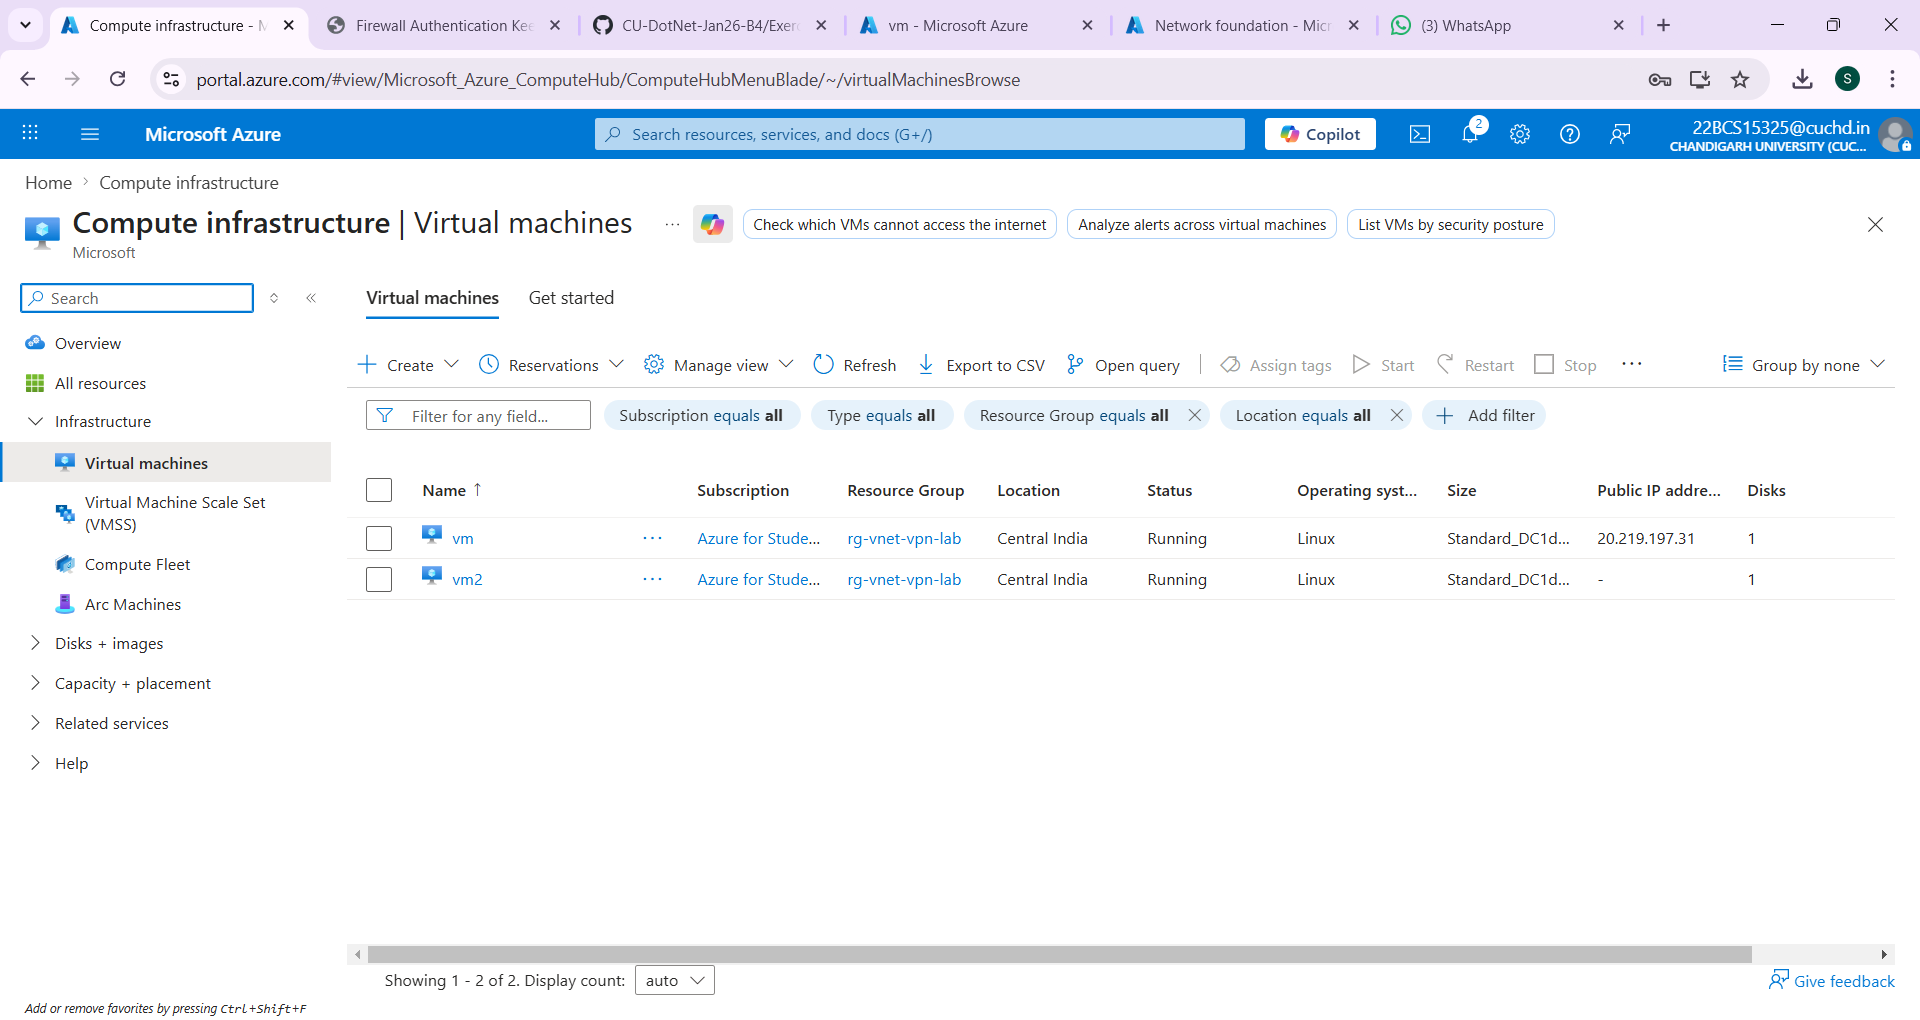 Compute infrastructure - M
Firewall Authentication Kee
CU-DotNet-Jan26-B4/Exer
vm - Microsoft Azure
Network foundation - Micr
(3) WhatsApp
portal.azure.com/#view/Microsoft_Azure_ComputeHub/ComputeHubMenuBlade/~/virtualMachinesBrowse
S
Microsoft Azure
Search resources, services, and docs (G+/)
Copilot
2
22BCS15325@cuchd.in
CHANDIGARH UNIVERSITY (CUC...
Home > Compute infrastructure
Compute infrastructure | Virtual machines
...
Check which VMs cannot access the internet
Analyze alerts across virtual machines
List VMs by security posture
Microsoft
Search
Overview
All resources
Infrastructure
Virtual machines
Virtual Machine Scale Set
(VMSS)
Compute Fleet
Arc Machines
Disks + images
Capacity + placement
Related services
Help
Add or remove favorites by pressing Ctrl+Shift+F
Virtual machines Get started
Create Reservations Manage view Refresh Export to CSV Open query Assign tags Start Restart Stop ... Group by none
Filter for any field... Subscription equals all Type equals all Resource Group equals all Location equals all Add filter
Name ↑ Subscription Resource Group Location Status Operating syst... Size Public IP addre... Disks
vm ... Azure for Stude... rg-vnet-vpn-lab Central India Running Linux Standard_DC1d... 20.219.197.31 1
vm2 ... Azure for Stude... rg-vnet-vpn-lab Central India Running Linux Standard_DC1d... - 1
Showing 1 - 2 of 2. Display count: auto
Give feedback